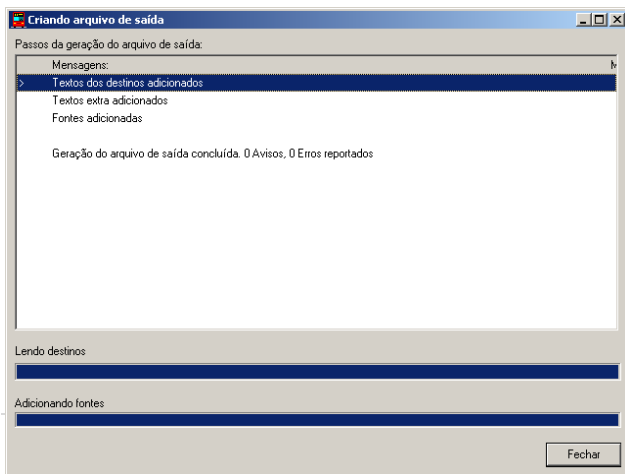 Criando arquivo de saída
Passos da geração do arquivo de saída:
Mensagens:
> Textos dos destinos adicionados
Textos extra adicionados
Fontes adicionadas
Geração do arquivo de saída concluída. 0 Avisos, 0 Erros reportados
Lendo destinos
Adicionando fontes
Fechar